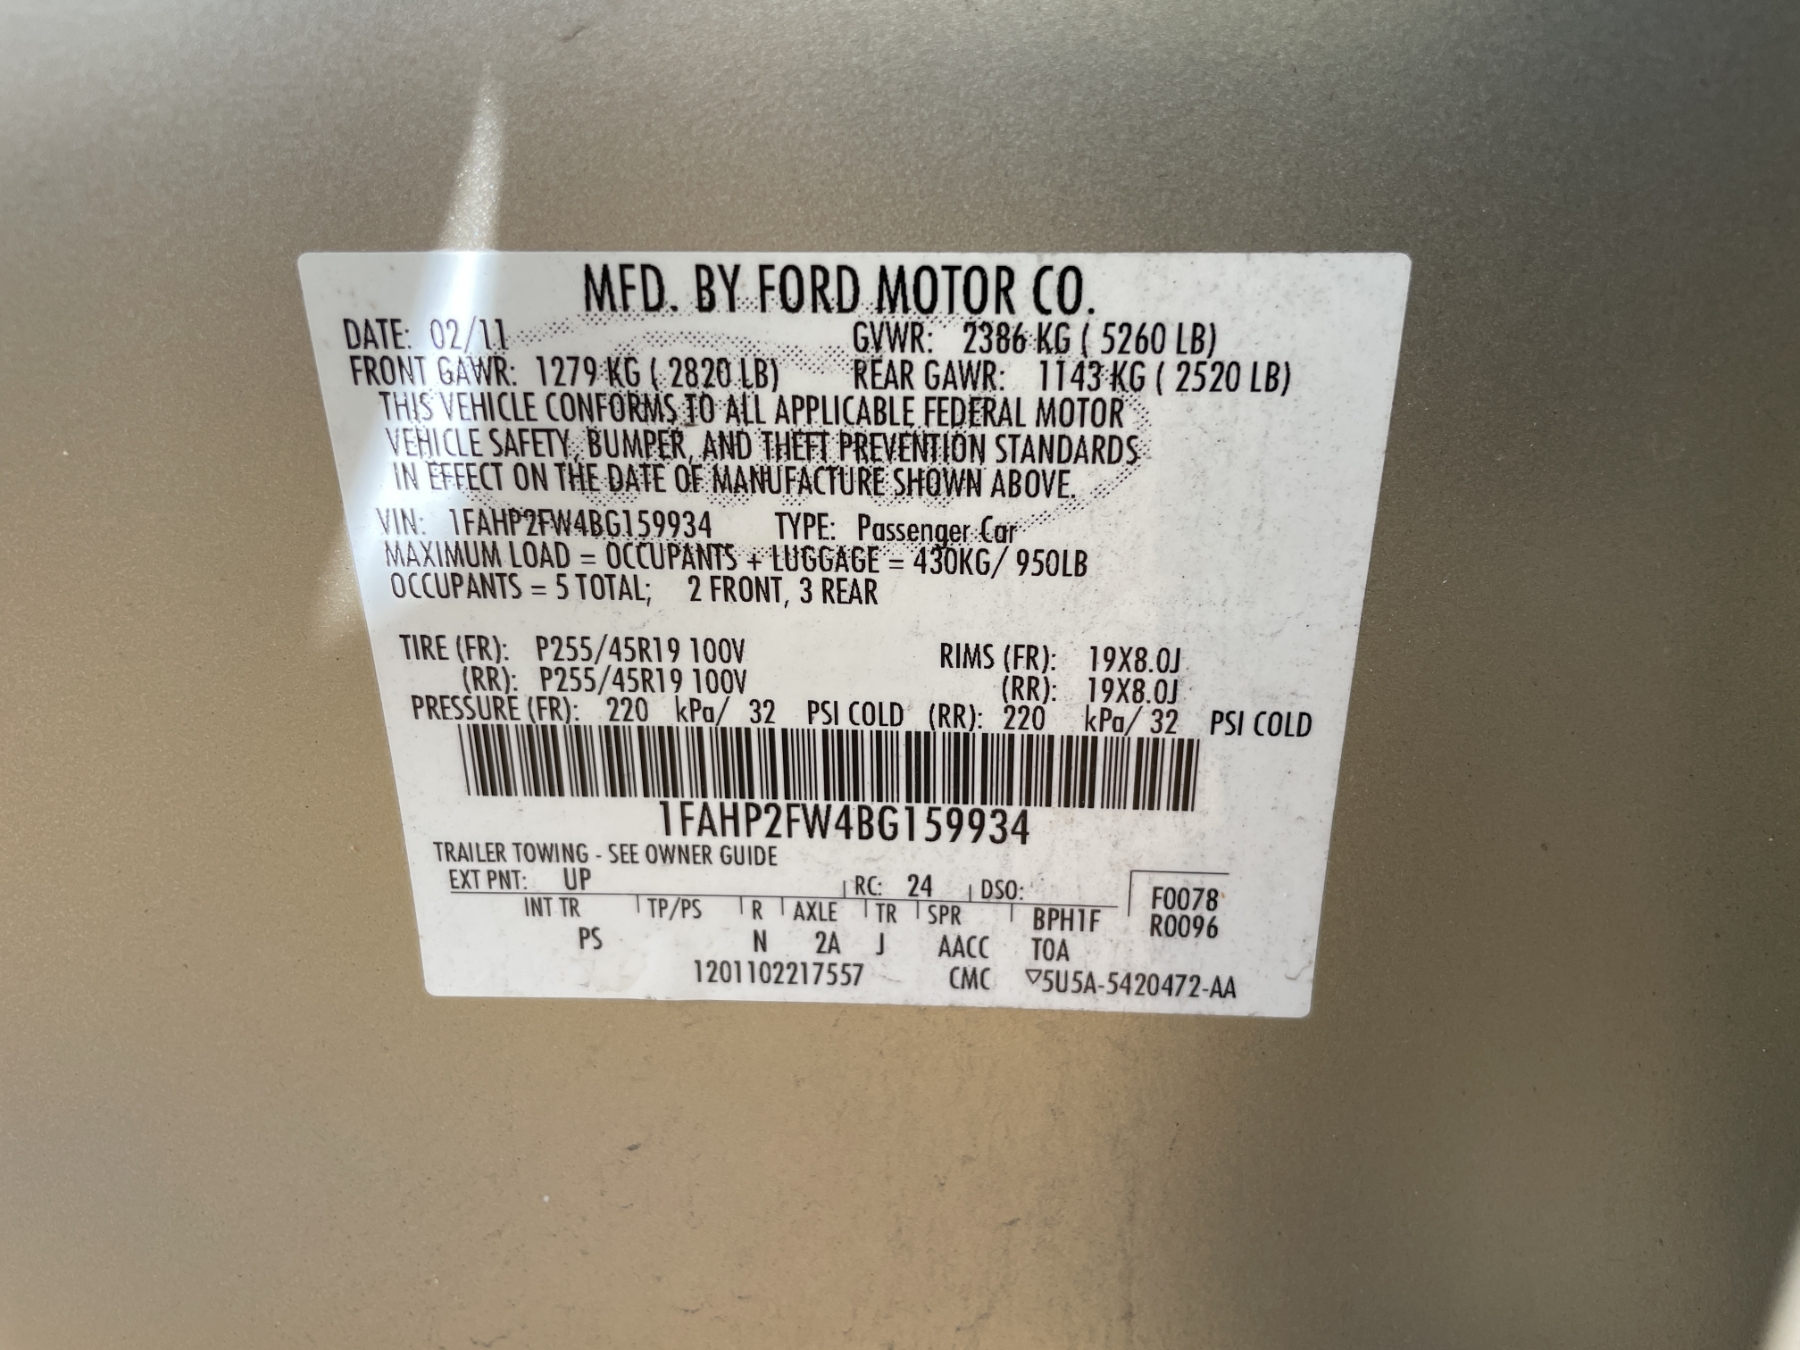 MFD. BY FORD MOTOR CO.
DATE: 02/11 GVWR: 2386 KG ( 5260 LB)
FRONT GAWR: 1279 KG ( 2820 LB) REAR GAWR: 1143 KG ( 2520 LB)
THIS VEHICLE CONFORMS TO ALL APPLICABLE FEDERAL MOTOR
VEHICLE SAFETY, BUMPER, AND THEFT PREVENTION STANDARDS
IN EFFECT ON THE DATE OF MANUFACTURE SHOWN ABOVE.
VIN: 1FAHP2FW4BG159934 TYPE: Passenger Car
MAXIMUM LOAD = OCCUPANTS + LUGGAGE = 430KG/ 950LB
OCCUPANTS = 5 TOTAL; 2 FRONT, 3 REAR
TIRE (FR): P255/45R19 100V RIMS (FR): 19X8.0J
(RR): P255/45R19 100V (RR): 19X8.0J
PRESSURE (FR): 220 kPa/ 32 PSI COLD (RR): 220 kPa/ 32 PSI COLD
1FAHP2FW4BG159934
TRAILER TOWING - SEE OWNER GUIDE
EXT PNT: UP RC: 24 DSO: F0078
INT TR TP/PS R AXLE TR SPR BPH1F R0096
PS N 2A J AACC TOA
1201102217557 CMC ▽5U5A-5420472-AA